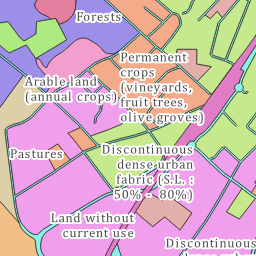 Forests
Permanent
crops
(vineyards,
fruit trees,
olive groves)
Arable land
(annual crops)
Pastures
Discontinuous
dense urban
fabric (S.L. :
50% - 80%)
Land without
current use
Discontinuous